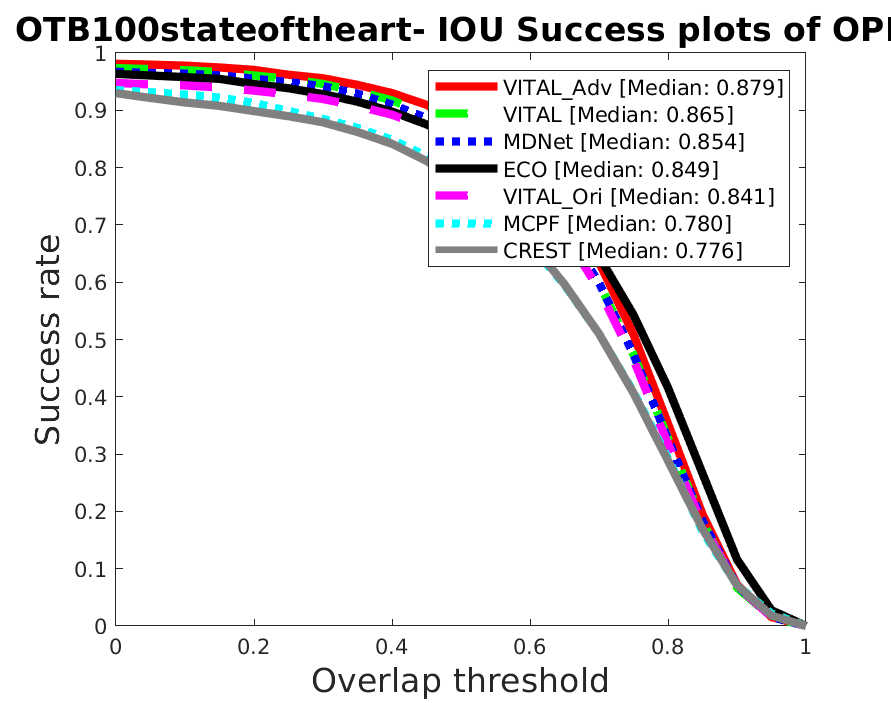 OTB100stateoftheart- IOU Success plots of OP
1
0.9
0.8
0.7
0.6
0.5
0.4
0.3
0.2
0.1
0
Success rate
VITAL_Adv [Median: 0.879]
VITAL [Median: 0.865]
MDNet [Median: 0.854]
ECO [Median: 0.849]
VITAL_Ori [Median: 0.841]
MCPF [Median: 0.780]
CREST [Median: 0.776]
0 0.2 0.4 0.6 0.8 1
Overlap threshold